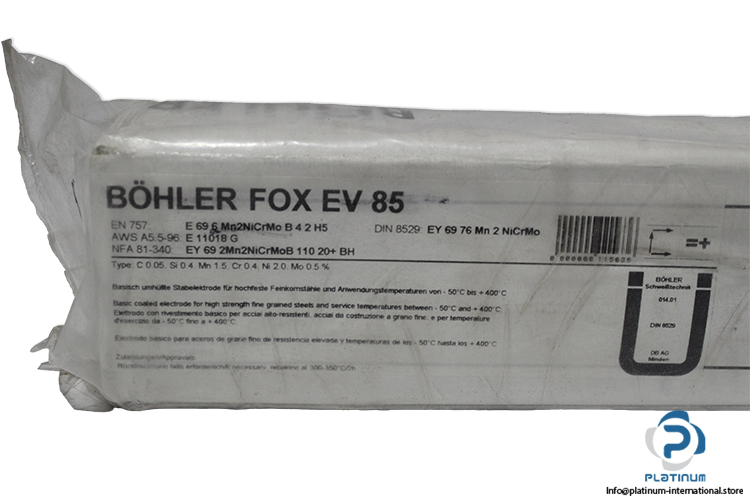 BÖHLER FOX EV 85
EN 757: E 69 6 Mn2NiCrMo B 4 2 H5 DIN 8529: EY 69 76 Mn 2 NiCrMo
AWS A5.5-96: E 11018 G
NFA 81-340: EY 69 2Mn2NiCrMoB 110 20+ BH
Type: C 0.05, Si 0.4 Mn 1.5, Cr 0.4, Ni 2.0, Mo 0.5 %
Basisch umhüllte Stabelektrode für hochfeste Feinkornstähle und Anwendungstemperaturen von - 50°C bis + 400°C
Basic coated electrode for high strength fine grained steels and service temperatures between - 50°C and + 400°C
Elettrodo con rivestimento basico per acciai alto-resistenti, acciai da costruzione a grano fine, e per temperature
d'esercizio da - 50°C fino a + 400°C
Electrodo básico para aceros de grano fino de resistencia elevada y temperaturas de los - 50°C hasta los + 400°C
Zulassungen/Approvals
=+
BÖHLER
Schweißtechnik
014.01
DIN 8529
DB AG
Minden
PLATINUM
Info@platinum-international.store